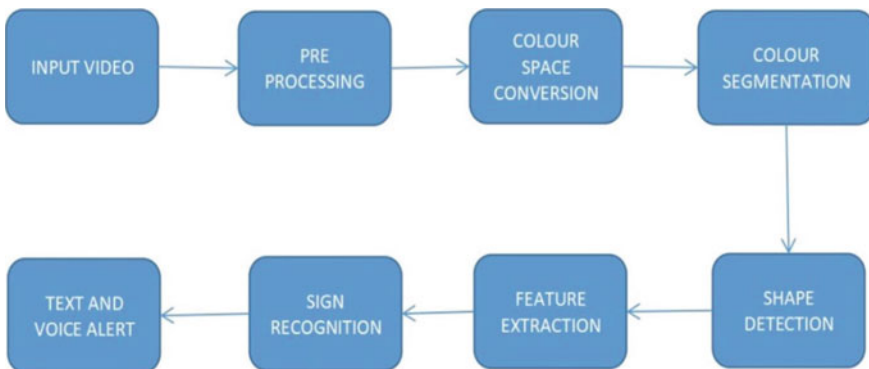 INPUT VIDEO
PRE
PROCESSING
COLOUR
SPACE
CONVERSION
COLOUR
SEGMENTATION
SHAPE
DETECTION
FEATURE
EXTRACTION
SIGN
RECOGNITION
TEXT AND
VOICE ALERT